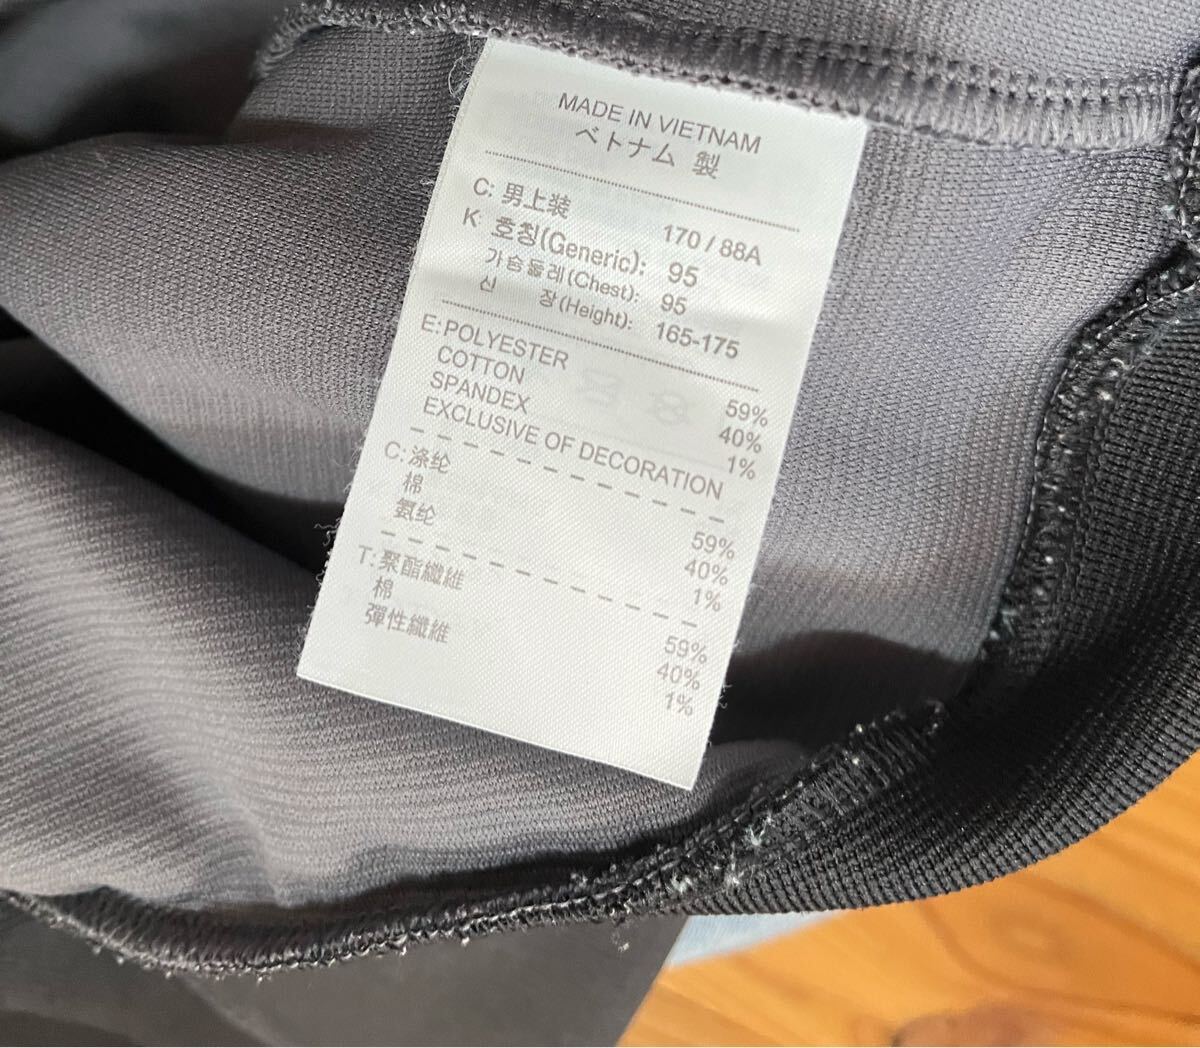 MADE IN VIETNAM
ベトナム 製
C: 男上装 170 / 88A
K: 호칭(Generic): 95
가슴둘레(Chest): 95
신 장(Height): 165-175
E: POLYESTER 59%
COTTON 40%
SPANDEX 1%
EXCLUSIVE OF DECORATION
C: 涤纶 59%
棉 40%
氨纶 1%
T: 聚酯纖維 59%
棉 40%
彈性纖維 1%